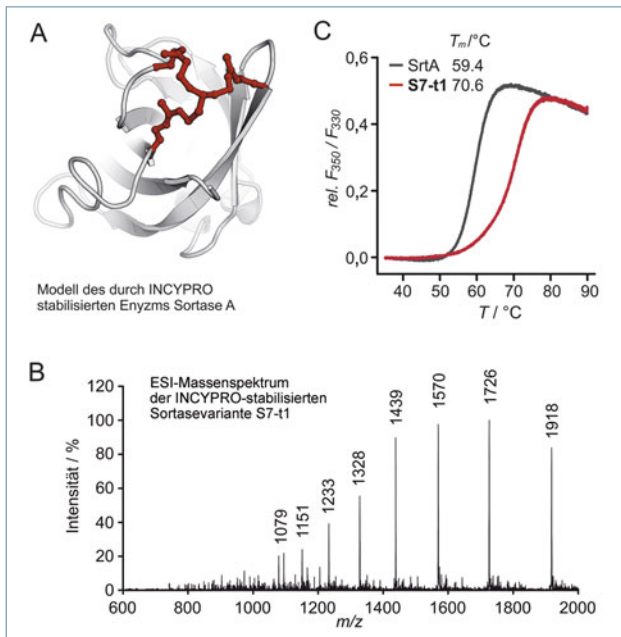 A
Modell des durch INCYPRO
stabilisierten Enyzms Sortase A
C
Tm/°C
SrtA 59.4
S7-t1 70.6
rel. F350 / F330
0,6
0,4
0,2
0,0
40 50 60 70 80 90
T / °C
B
ESI-Massenspektrum
der INCYPRO-stabilisierten
Sortasevariante S7-t1
Intensität / %
120
100
80
60
40
20
0
1079
1151
1233
1328
1439
1570
1726
1918
600 800 1000 1200 1400 1600 1800 2000
m/z